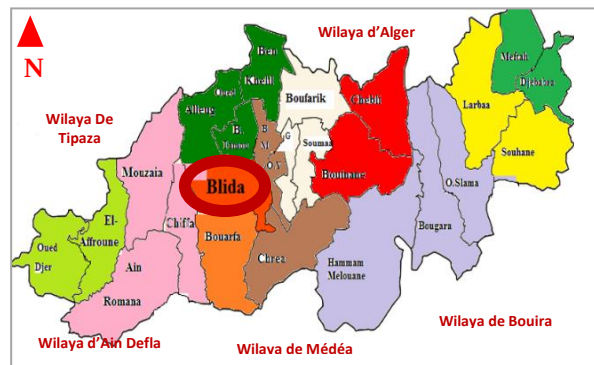 Wilaya d'Alger
N
Ben
Khelil
Meftah
Djebabra
Oued
Alleug
Boufarik
Chebli
Larbaa
Wilaya De
Tipaza
B.
G
Soumaa
Souhane
Mouzaia
B
M
O
Bouinane
O.Slama
Blida
El-
Affroune
Chiffa
Bouarfa
Bougara
Oued
Djer
Ain
Romana
Chrea
Hammam
Melouane
Wilaya de Bouira
Wilaya d'Ain Defla
Wilava de Médéa